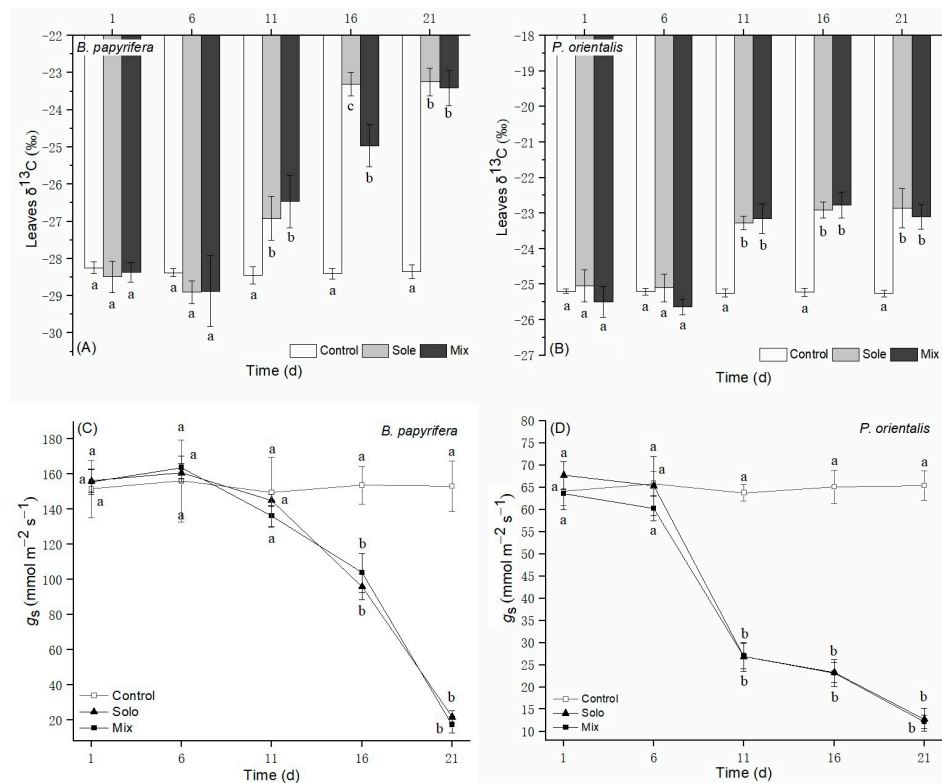 1 6 11 16 21
B. papyrifera
-22
-23
-24
-25
-26
-27
-28
-29
-30
Leaves δ¹³C (‰)
a a a
a a a
a b b
a c b
a b b
(A)
Control Sole Mix
Time (d)
1 6 11 16 21
P. orientalis
-18
-19
-20
-21
-22
-23
-24
-25
-26
-27
Leaves δ¹³C (‰)
a a a
a a a
a b b
a b b
a b b
(B)
Control Sole Mix
Time (d)
(C)
B. papyrifera
180
160
140
120
100
80
60
40
20
gs (mmol m⁻² s⁻¹)
a a a
a a a
a a a
a b b
a b b
Control
Solo
Mix
1 6 11 16 21
Time (d)
(D)
P. orientalis
80
75
70
65
60
55
50
45
40
35
30
25
20
15
10
gs (mmol m⁻² s⁻¹)
a a a
a a a
a b b
a b b
a b b
Control
Solo
Mix
1 6 11 16 21
Time (d)